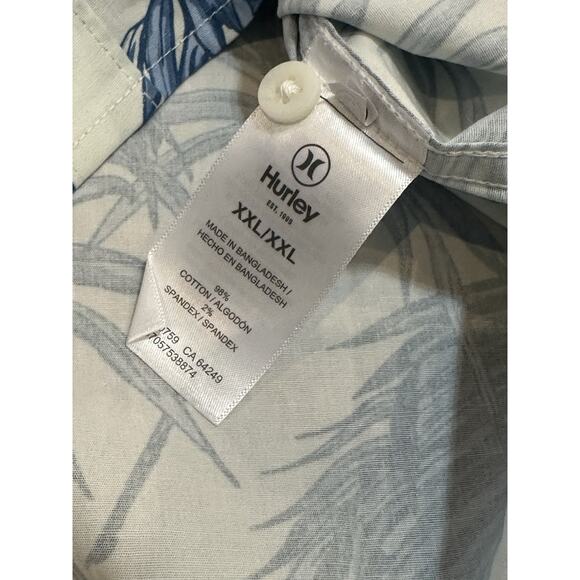 Hurley
EST. 1999
XXL/XXL
MADE IN BANGLADESH /
HECHO EN BANGLADESH
98%
COTTON / ALGODÓN
2%
SPANDEX / SPANDEX
CA 64249
7057538874